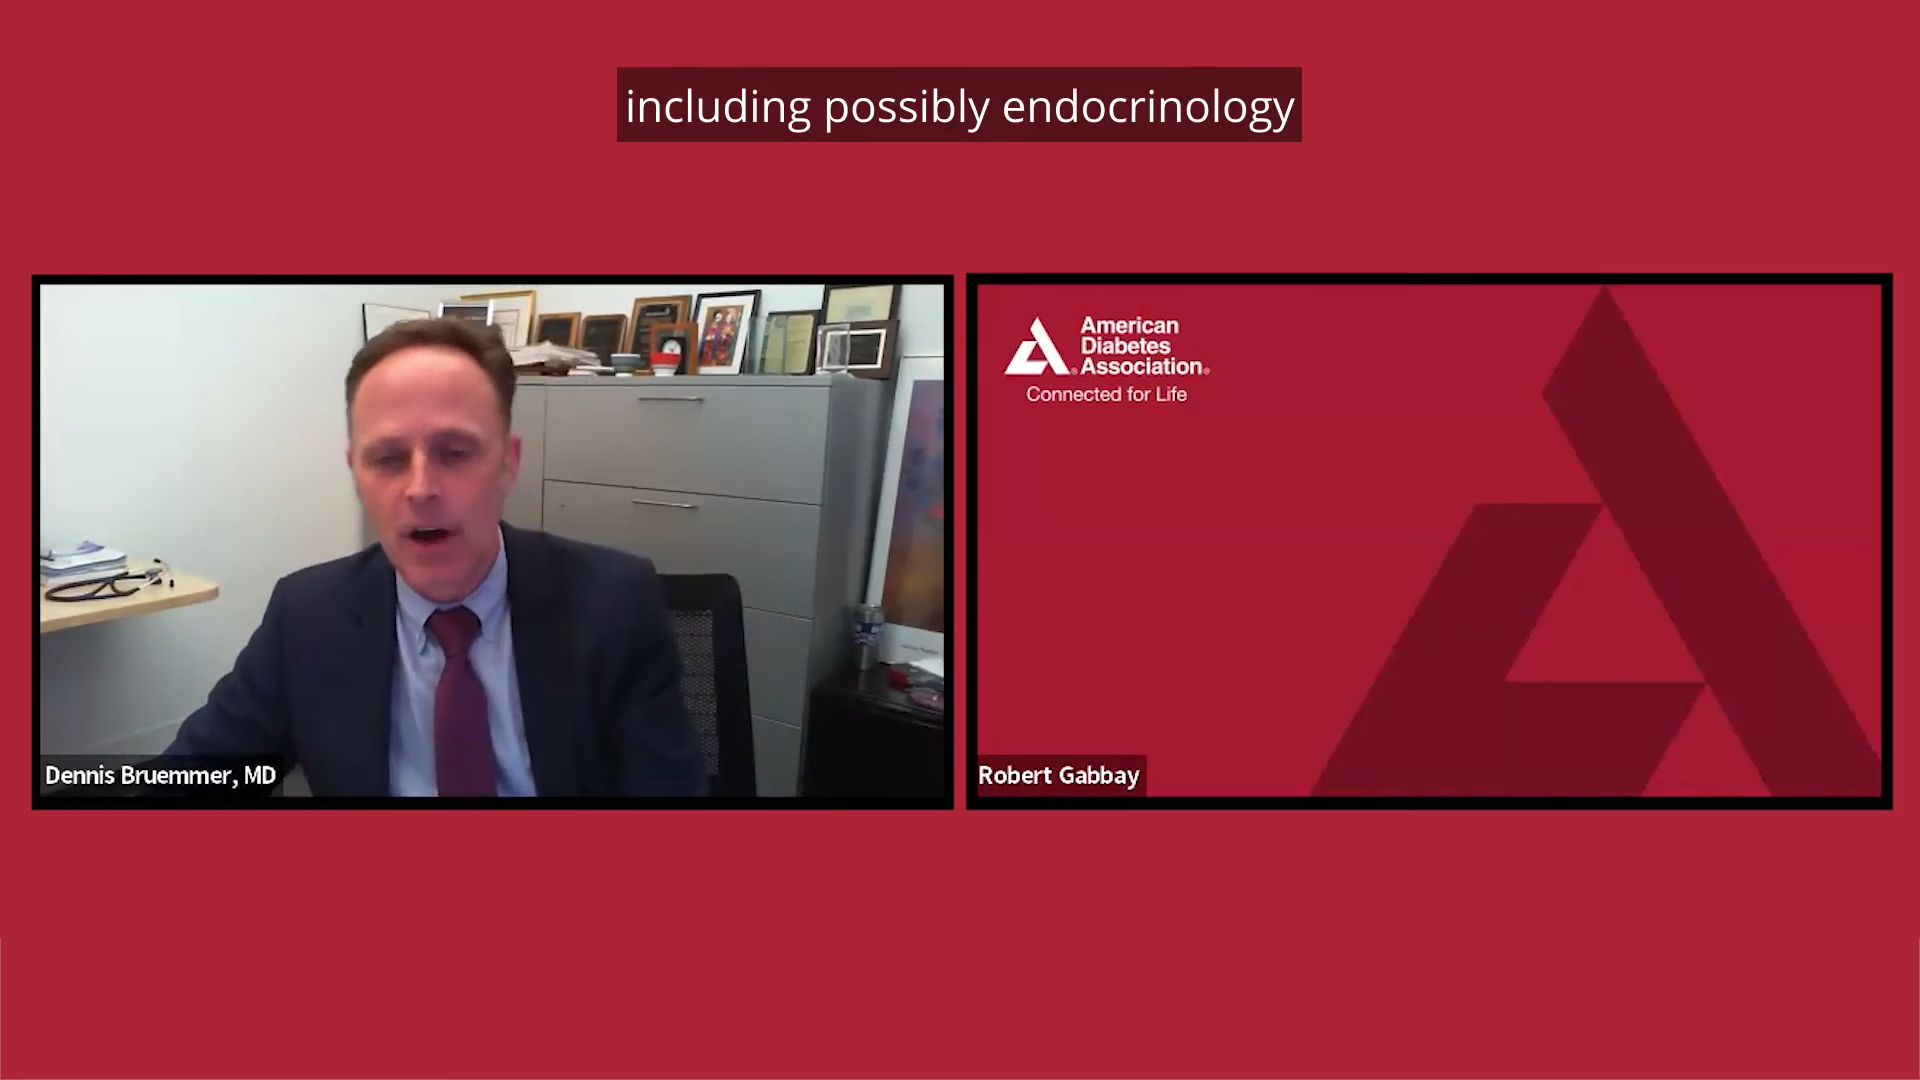 including possibly endocrinology
American
Diabetes
Association®
Connected for Life
Dennis Bruemmer, MD
Robert Gabbay